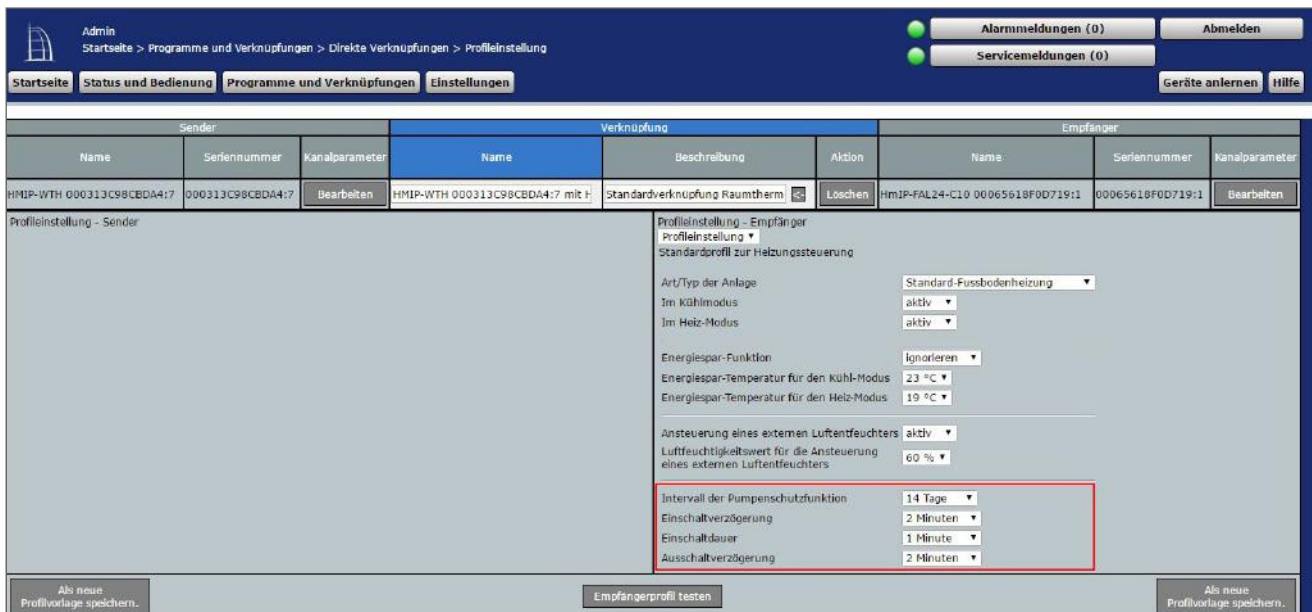 Admin
Startseite > Programme und Verknüpfungen > Direkte Verknüpfungen > Profileinstellung
Alarmmeldungen (0)
Abmelden
Servicemeldungen (0)
Startseite
Status und Bedienung
Programme und Verknüpfungen
Einstellungen
Geräte anlernen
Hilfe
Sender
Verknüpfung
Empfänger
Name
Seriennummer
Kanalparameter
Name
Beschreibung
Aktion
Name
Seriennummer
Kanalparameter
HMIP-WTH 000313C98CBDA4:7
000313C98CBDA4:7
Bearbeiten
HMIP-WTH 000313C98CBDA4:7 mit H
Standardverknüpfung Raumtherm
<-
Löschen
HmIP-FAL24-C10 00065618F0D719:1
00065618F0D719:1
Bearbeiten
Profileinstellung - Sender
Profileinstellung - Empfänger
Profileinstellung
Standardprofil zur Heizungssteuerung
Art/Typ der Anlage
Standard-Fussbodenheizung
Im Kühlmodus
aktiv
Im Heiz-Modus
aktiv
Energiespar-Funktion
ignorieren
Energiespar-Temperatur für den Kühl-Modus
23 °C
Energiespar-Temperatur für den Heiz-Modus
19 °C
Ansteuerung eines externen Luftentfeuchters
aktiv
Luftfeuchtigkeitswert für die Ansteuerung
eines externen Luftentfeuchters
60 %
Intervall der Pumpenschutzfunktion
14 Tage
Einschaltverzögerung
2 Minuten
Einschaltdauer
1 Minute
Ausschaltverzögerung
2 Minuten
Als neue
Profilvorlage speichern.
Empfängerprofil testen
Als neue
Profilvorlage speichern.